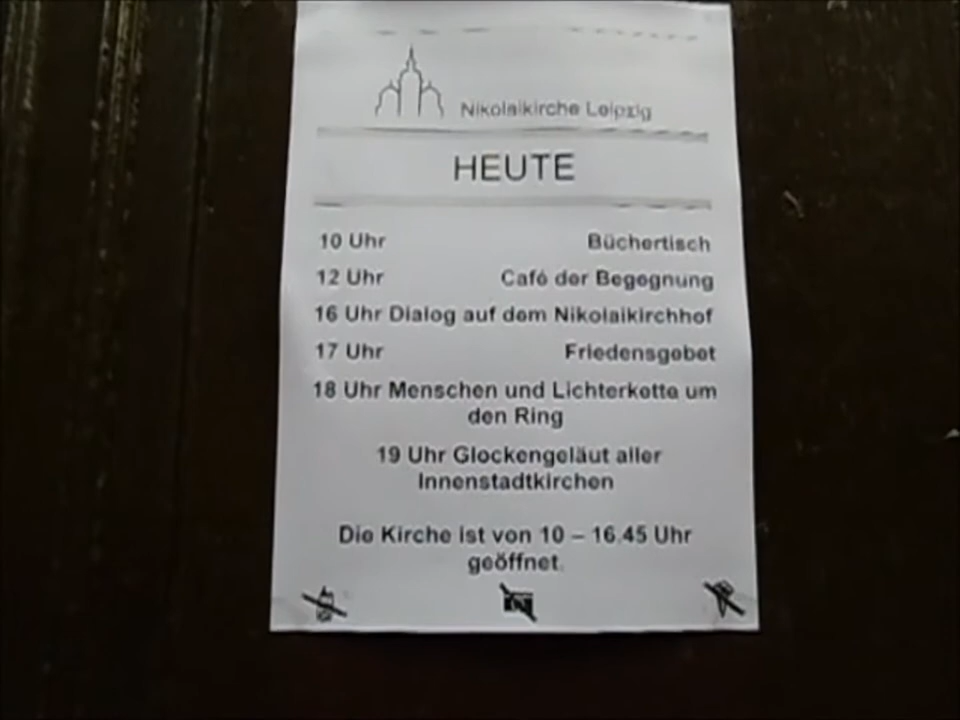 Nikolaikirche Leipzig
HEUTE
10 Uhr Büchertisch
12 Uhr Café der Begegnung
16 Uhr Dialog auf dem Nikolaikirchhof
17 Uhr Friedensgebet
18 Uhr Menschen und Lichterkette um
den Ring
19 Uhr Glockengeläut aller
Innenstadtkirchen
Die Kirche ist von 10 – 16.45 Uhr
geöffnet.